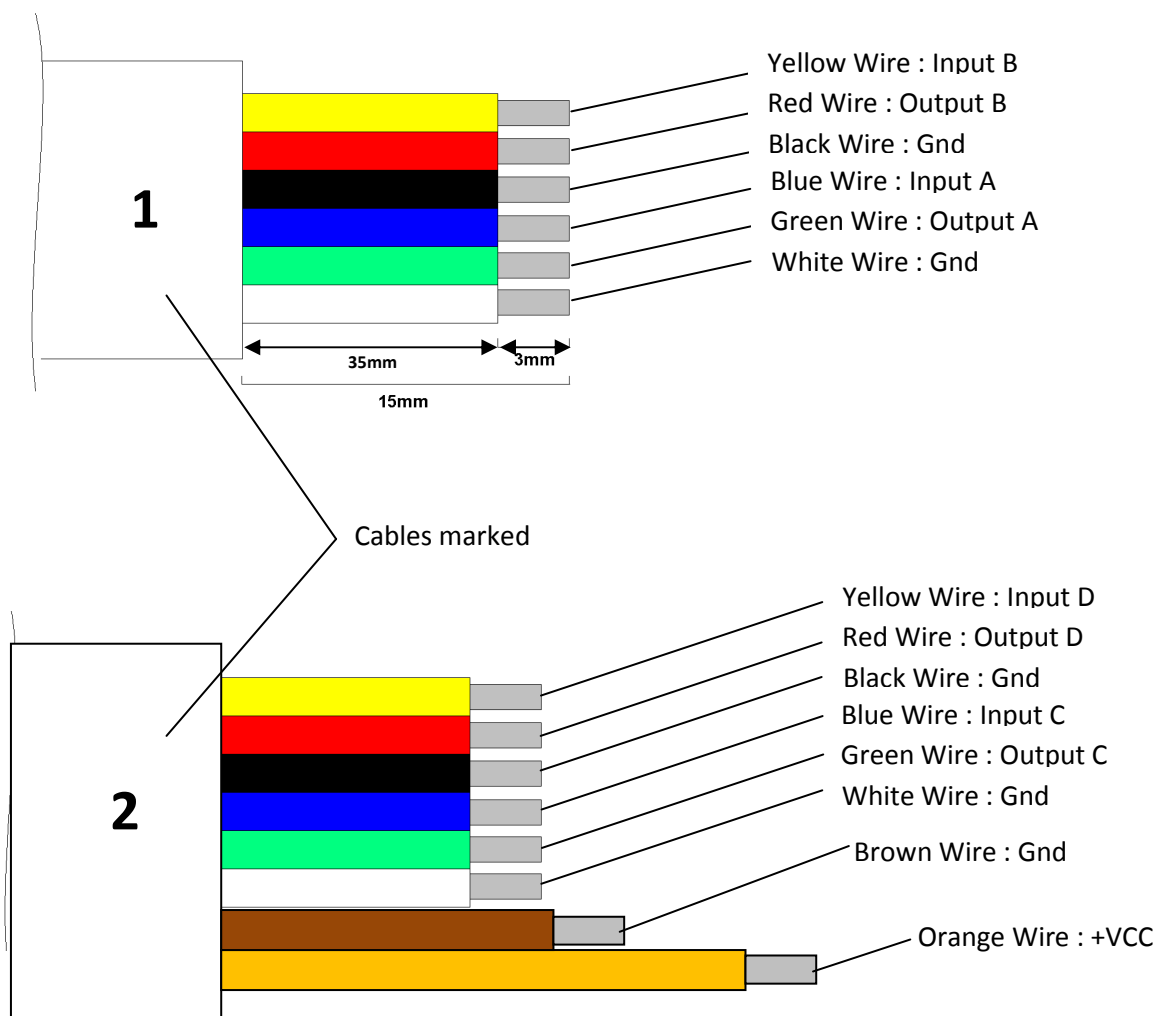 Yellow Wire : Input B
Red Wire : Output B
Black Wire : Gnd
Blue Wire : Input A
Green Wire : Output A
White Wire : Gnd
1
35mm
3mm
15mm
Cables marked
Yellow Wire : Input D
Red Wire : Output D
Black Wire : Gnd
Blue Wire : Input C
Green Wire : Output C
White Wire : Gnd
2
Brown Wire : Gnd
Orange Wire : +VCC